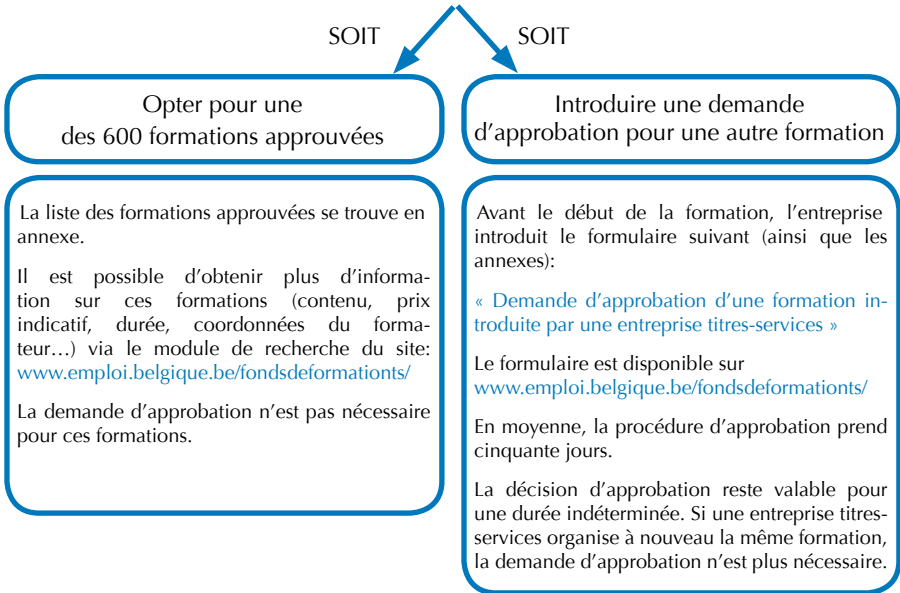 SOIT
SOIT
Opter pour une
des 600 formations approuvées
Introduire une demande
d'approbation pour une autre formation
La liste des formations approuvées se trouve en
annexe.
Il est possible d'obtenir plus d'informa-
tion sur ces formations (contenu, prix
indicatif, durée, coordonnées du forma-
teur…) via le module de recherche du site:
www.emploi.belgique.be/fondsdeformationts/
La demande d'approbation n'est pas nécessaire
pour ces formations.
Avant le début de la formation, l'entreprise
introduit le formulaire suivant (ainsi que les
annexes):
« Demande d'approbation d'une formation in-
troduite par une entreprise titres-services »
Le formulaire est disponible sur
www.emploi.belgique.be/fondsdeformationts/
En moyenne, la procédure d'approbation prend
cinquante jours.
La décision d'approbation reste valable pour
une durée indéterminée. Si une entreprise titres-
services organise à nouveau la même formation,
la demande d'approbation n'est plus nécessaire.